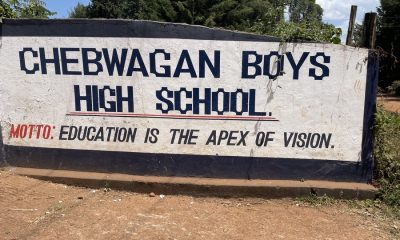 CHEBWAGAN BOYS
HIGH SCHOOL.
MOTTO: EDUCATION IS THE APEX OF VISION.